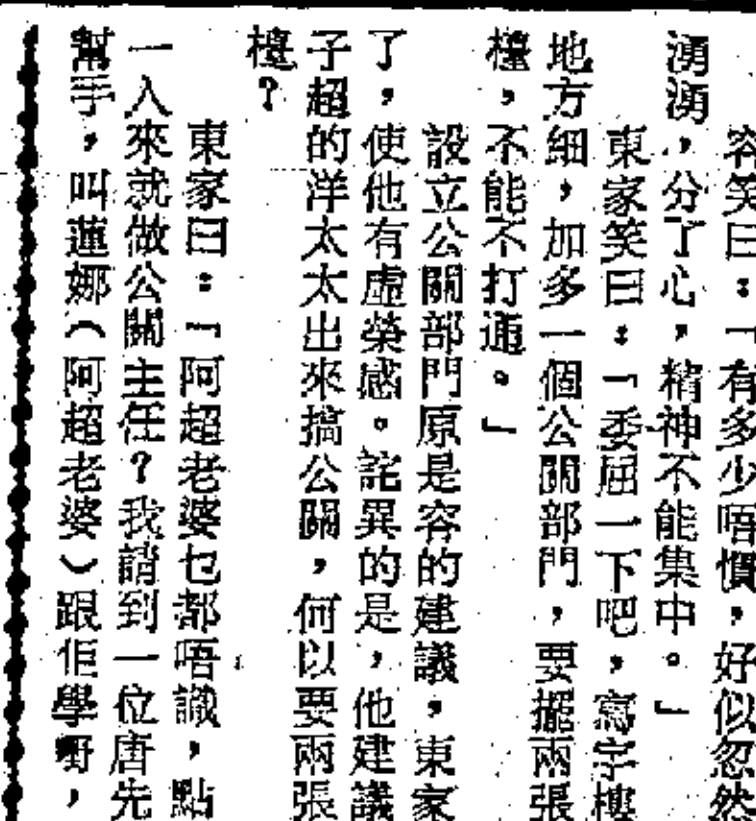 容笑曰：「有多少唔慣，好似忽然
湧湧，分了心，精神不能集中。」
東家笑曰：「委屈一下吧，寫字樓
地方細，加多一個公關部門，要擺兩張
檯，不能不打通。」
設立公關部門原是容的建議，東家
了，使他有虛榮感。詫異的是，他建議
子超的洋太太出來搞公關，何以要兩張
檯？
東家曰：「阿超老婆乜都唔識，點
一入來就做公關主任？我請到一位唐先
幫手，叫蓮娜（阿超老婆）跟佢學嘢，